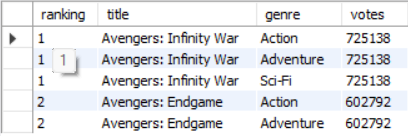 ranking title genre votes
1 Avengers: Infinity War Action 725138
1 1 Avengers: Infinity War Adventure 725138
1 Avengers: Infinity War Sci-Fi 725138
2 Avengers: Endgame Action 602792
2 Avengers: Endgame Adventure 602792